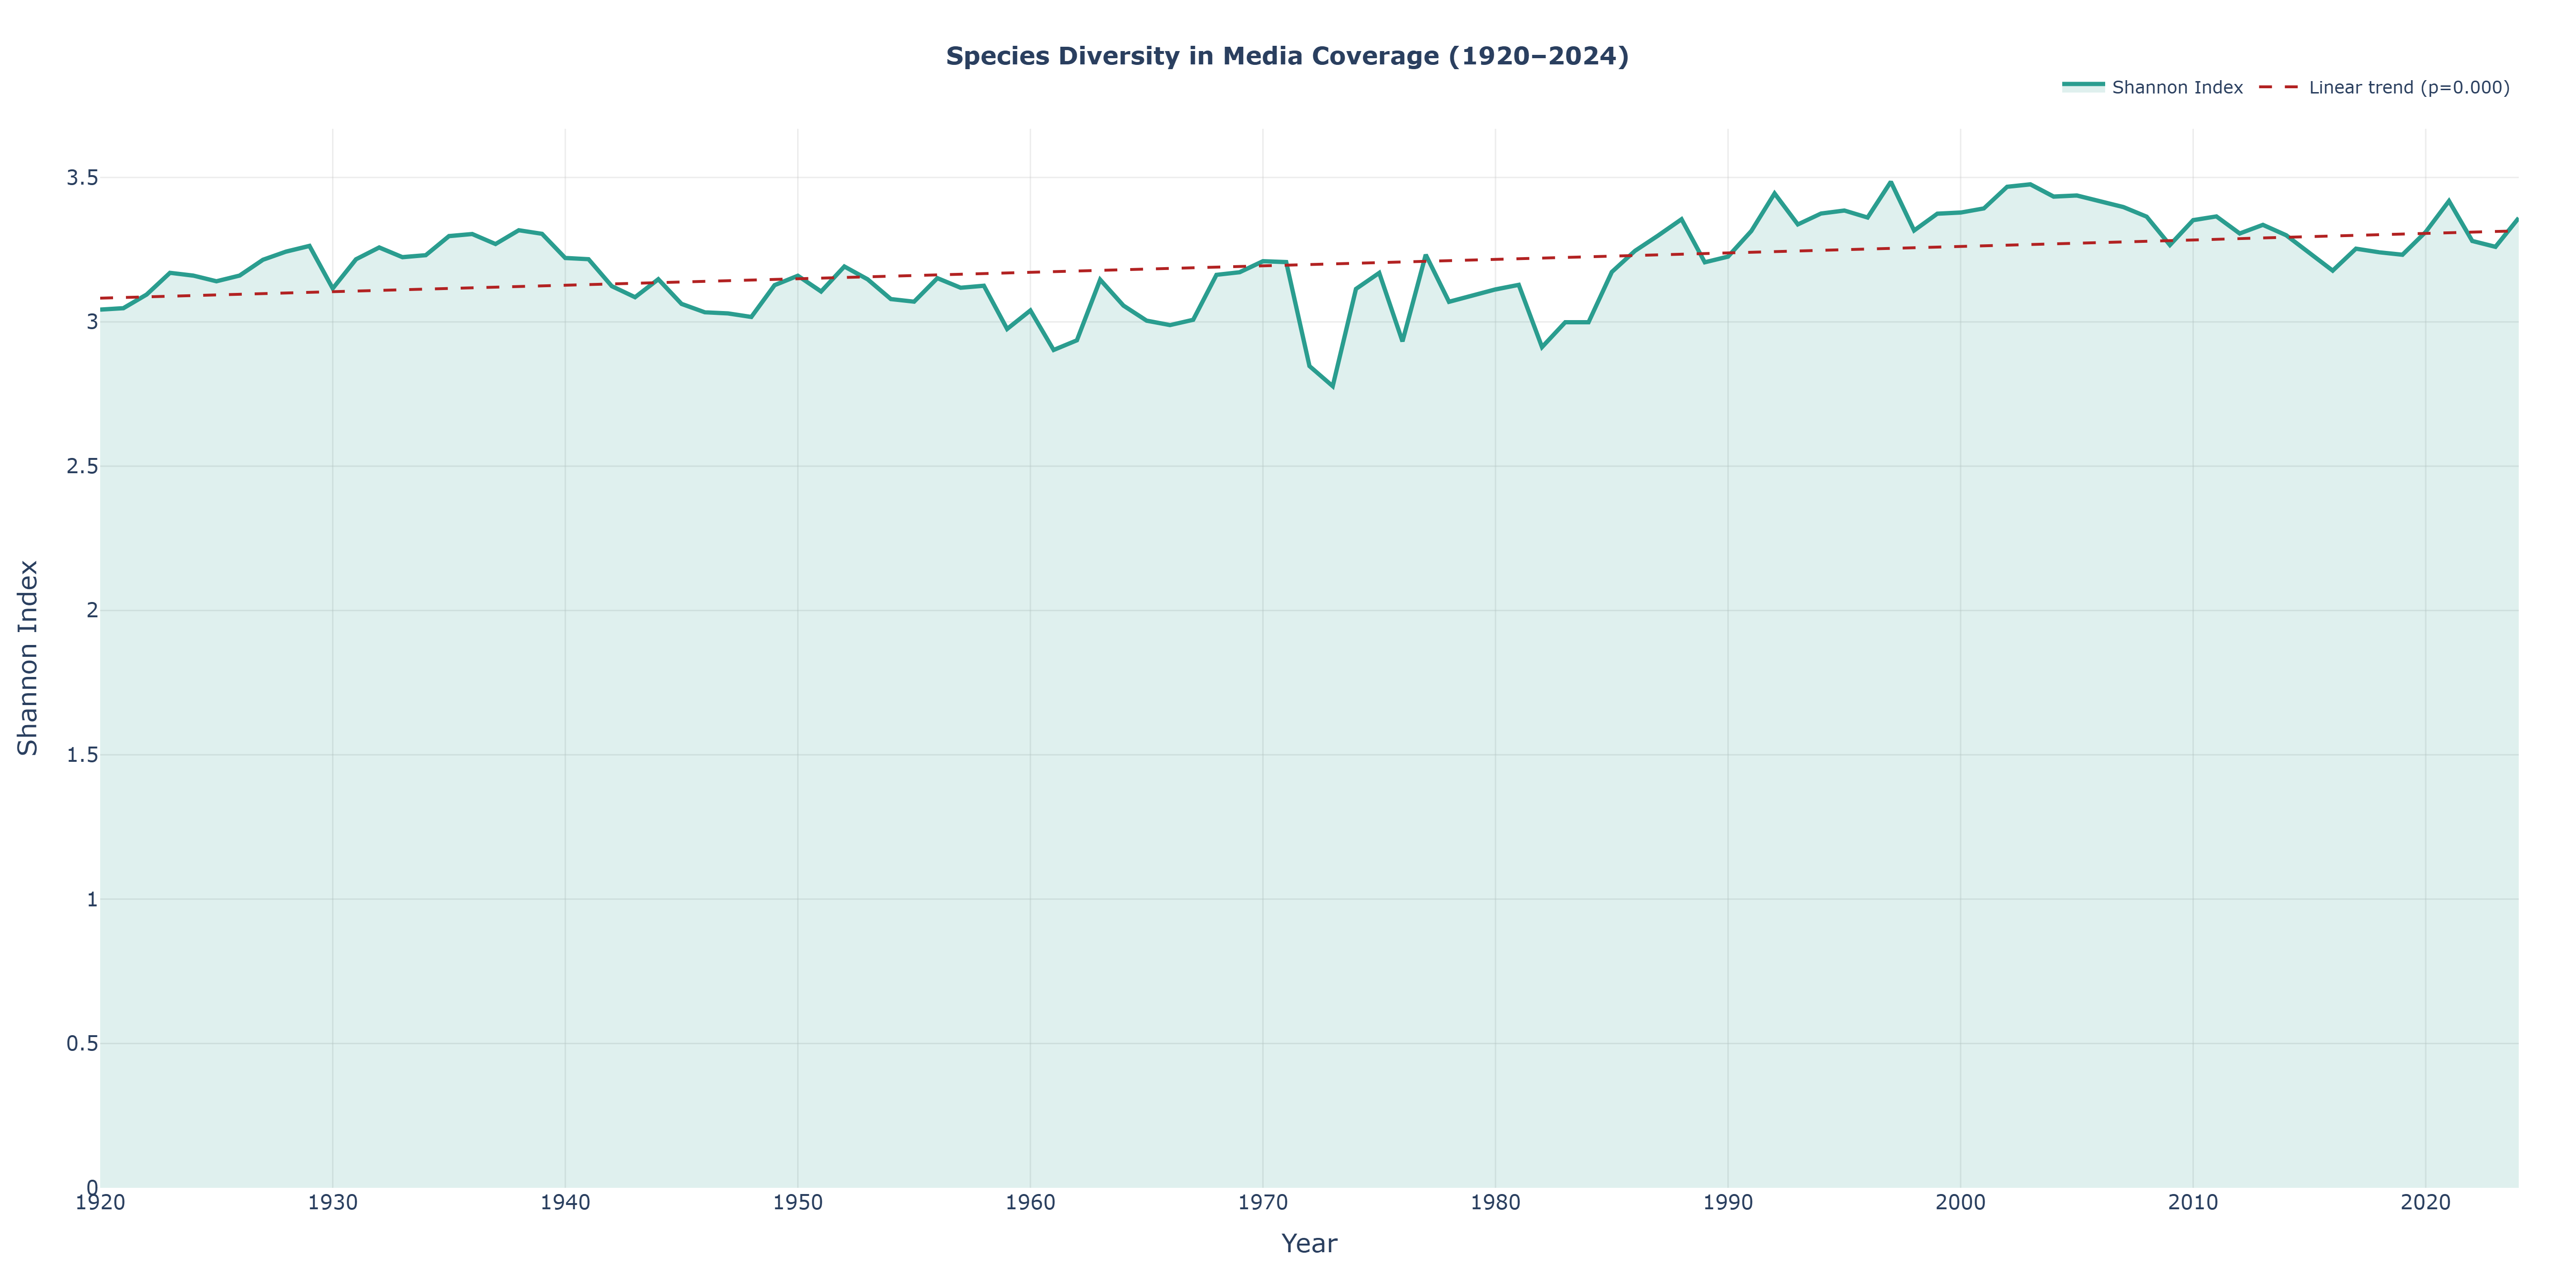 Species Diversity in Media Coverage (1920–2024)
Shannon Index
Linear trend (p=0.000)
3.5
3
2.5
2
1.5
1
0.5
0
Shannon Index
1920 1930 1940 1950 1960 1970 1980 1990 2000 2010 2020
Year